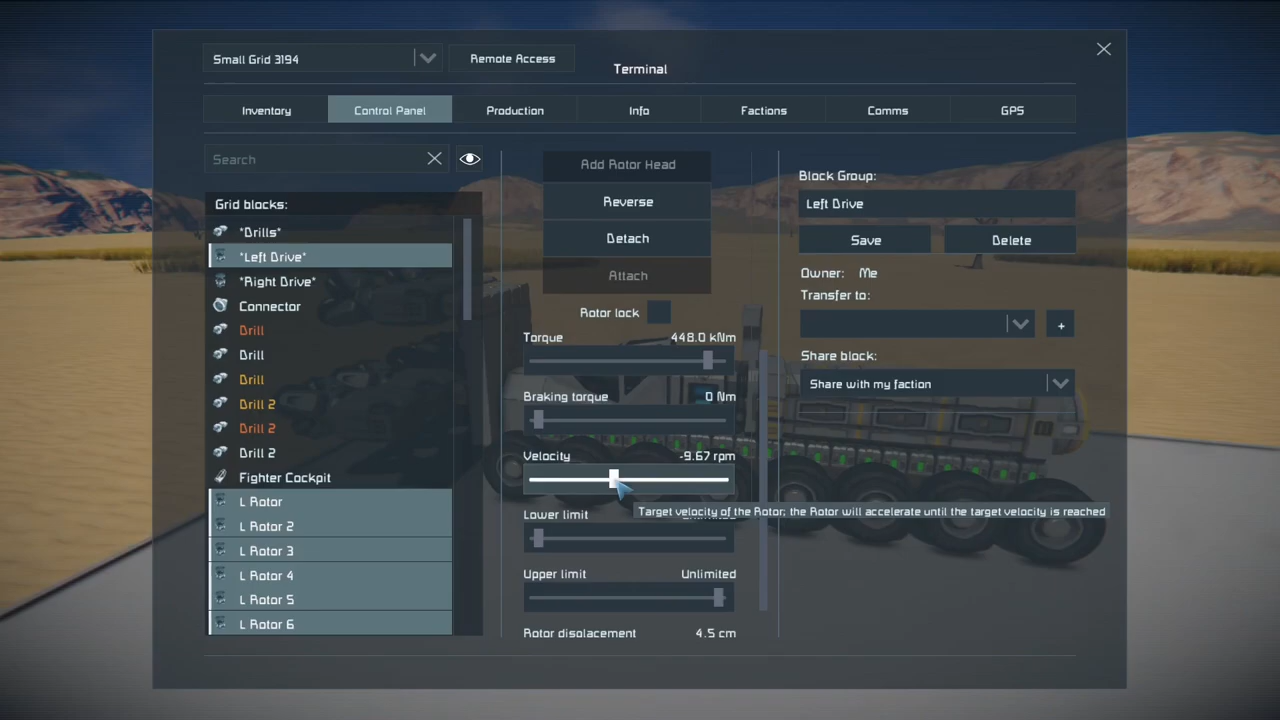 Small Grid 3194
Remote Access
Terminal
Inventory
Control Panel
Production
Info
Factions
Comms
GPS
Search
Grid blocks:
*Drills*
*Left Drive*
*Right Drive*
Connector
Drill
Drill
Drill
Drill 2
Drill 2
Drill 2
Fighter Cockpit
L Rotor
L Rotor 2
L Rotor 3
L Rotor 4
L Rotor 5
L Rotor 6
Add Rotor Head
Reverse
Detach
Attach
Rotor lock
Torque 448.0 kNm
Braking torque 0 Nm
Velocity -9.67 rpm
Target velocity of the Rotor; the Rotor will accelerate until the target velocity is reached
Lower limit
Upper limit Unlimited
Rotor displacement 4.5 cm
Block Group:
Left Drive
Save
Delete
Owner: Me
Transfer to:
+
Share block:
Share with my faction